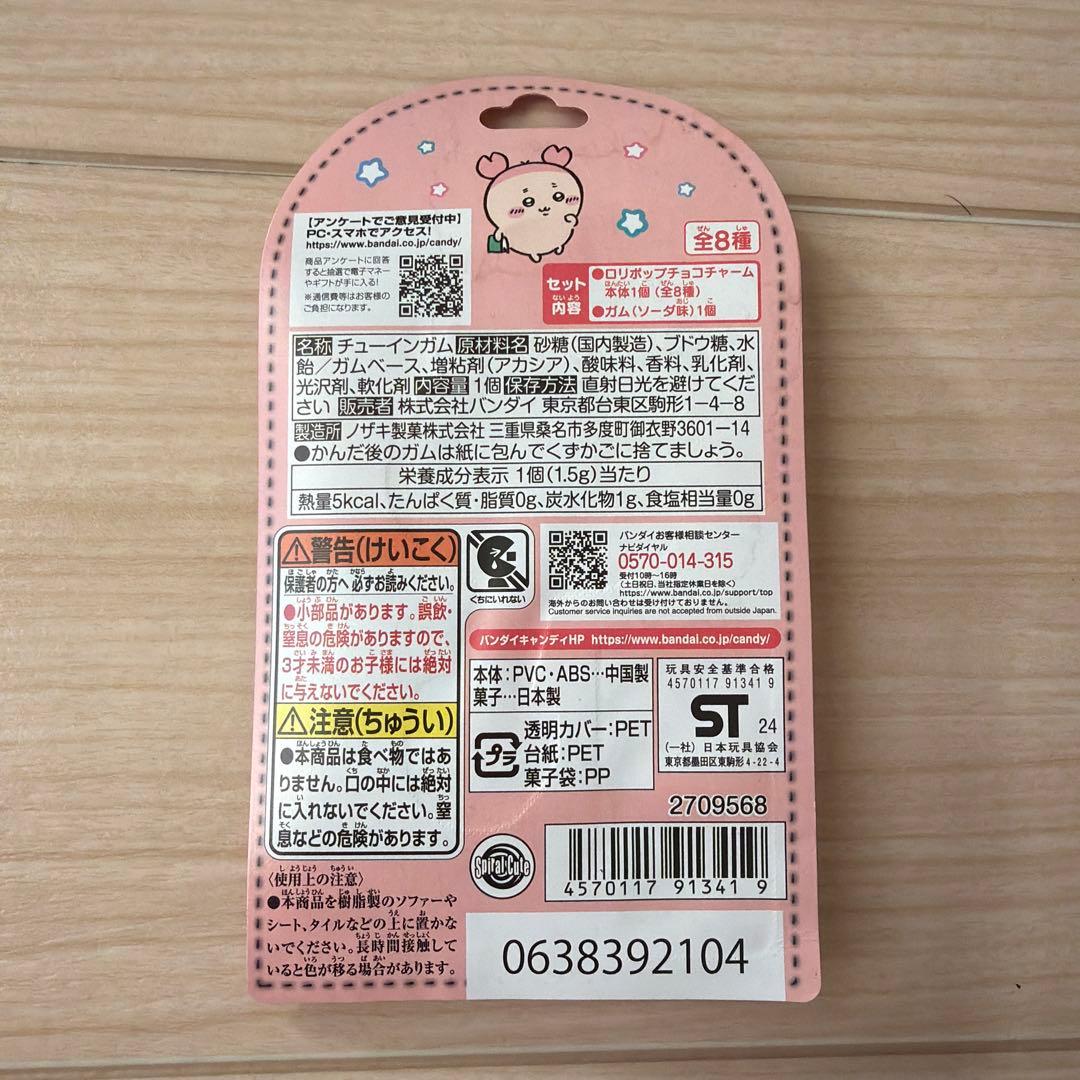 【アンケートでご意見受付中】
PC・スマホでアクセス!
https://www.bandai.co.jp/candy/
商品アンケートに回答
すると抽選で電子マネー
やギフトが手に入る!
※通信費等はお客様の
ご負担になります。
全8種
セット内容
●ロリポップチョコチャーム
本体1個(全8種)
●ガム(ソーダ味)1個
名称 チューインガム 原材料名 砂糖(国内製造)、ブドウ糖、水
飴/ガムベース、増粘剤(アカシア)、酸味料、香料、乳化剤、
光沢剤、軟化剤 内容量 1個 保存方法 直射日光を避けてくだ
さい 販売者 株式会社バンダイ 東京都台東区駒形1-4-8
製造所 ノザキ製菓株式会社 三重県桑名市多度町御衣野3601-14
●かんだ後のガムは紙に包んでくずかごに捨てましょう。
栄養成分表示 1個(1.5g)当たり
熱量5kcal、たんぱく質・脂質0g、炭水化物1g、食塩相当量0g
⚠警告(けいこく)
保護者の方へ 必ずお読みください。
●小部品があります。誤飲・
窒息の危険がありますので、
3才未満のお子様には絶対
に与えないでください。
⚠注意(ちゅうい)
●本商品は食べ物ではあ
りません。口の中には絶対
に入れないでください。窒
息などの危険があります。
〈使用上の注意〉
●本商品を樹脂製のソファーや
シート、タイルなどの上に置かな
いでください。長時間接触して
いると色が移る場合があります。
くちにいれない
バンダイお客様相談センター
ナビダイヤル
0570-014-315
受付10時〜16時
(土日祝日、当社指定休業日を除く)
https://www.bandai.co.jp/support/top
海外からのお問い合わせは受け付けておりません。
Customer service inquiries are not accepted from outside Japan.
バンダイキャンディHP https://www.bandai.co.jp/candy/
本体:PVC・ABS…中国製
菓子…日本製
プラ
透明カバー:PET
台紙:PET
菓子袋:PP
玩具安全基準合格
4570117 91341 9
ST 24
(一社)日本玩具協会
東京都墨田区東駒形4-22-4
2709568
Spiral Cute
4570117 91341 9
0638392104